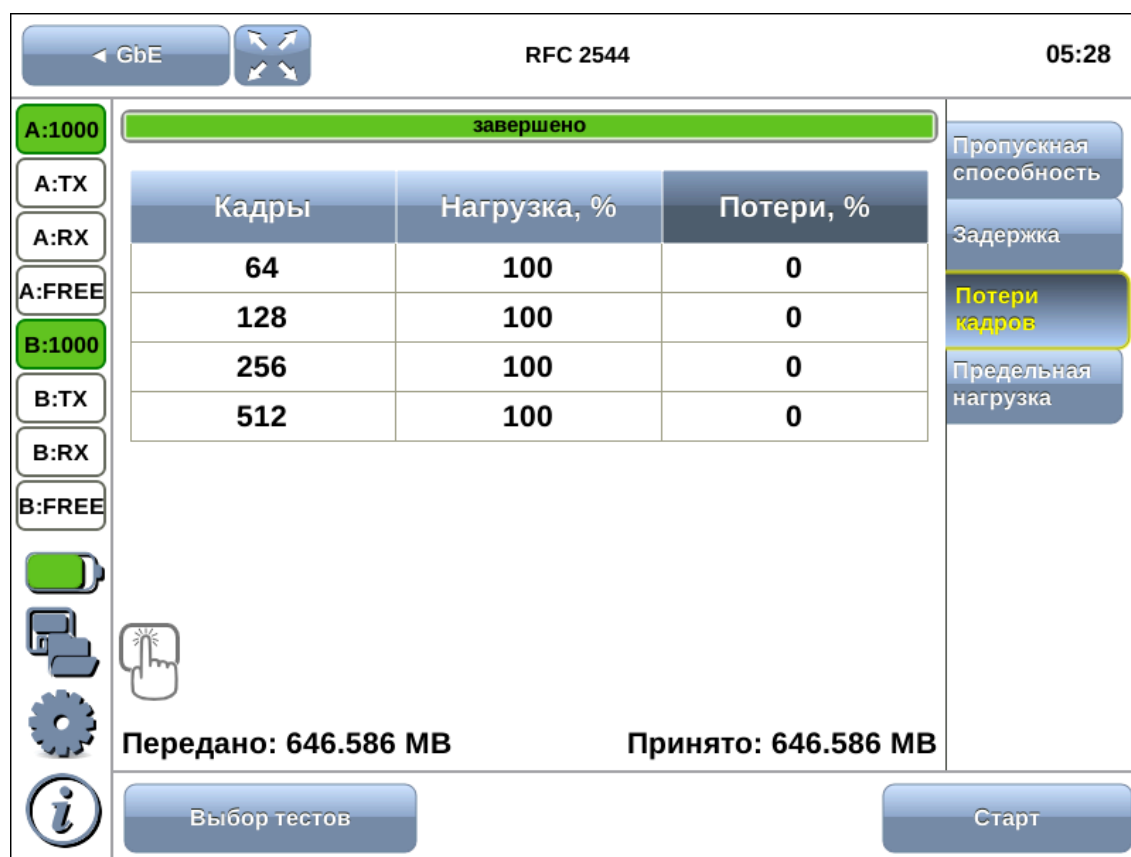 ◄ GbE
RFC 2544
05:28
A:1000
A:TX
A:RX
A:FREE
B:1000
B:TX
B:RX
B:FREE
завершено
Кадры Нагрузка, % Потери, %
64 100 0
128 100 0
256 100 0
512 100 0
Передано: 646.586 MB
Принято: 646.586 MB
Пропускная
способность
Задержка
Потери
кадров
Предельная
нагрузка
i
Выбор тестов
Старт